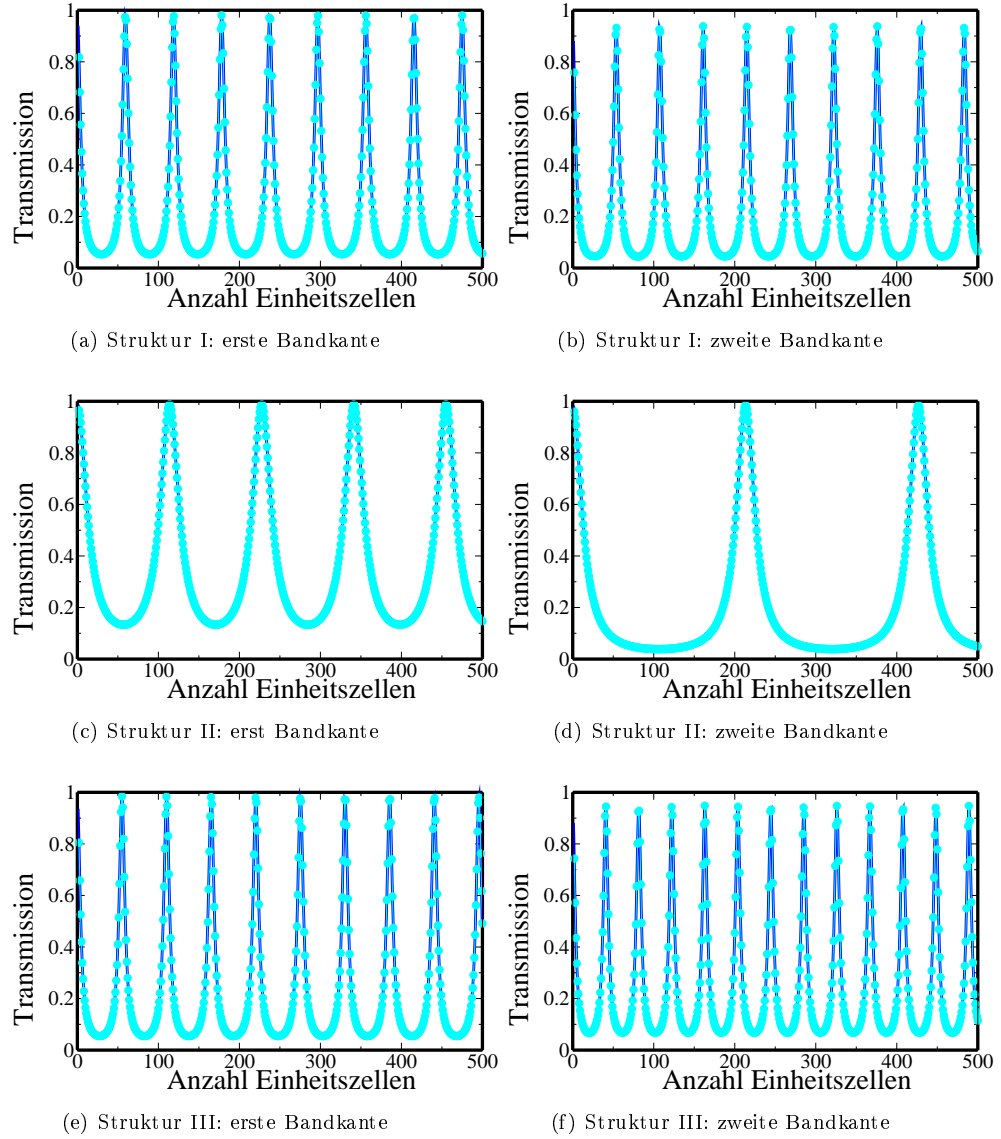 1
0.8
0.6
0.4
0.2
0
Transmission
0 100 200 300 400 500
Anzahl Einheitszellen
(a) Struktur I: erste Bandkante
1
0.8
0.6
0.4
0.2
0
Transmission
0 100 200 300 400 500
Anzahl Einheitszellen
(b) Struktur I: zweite Bandkante
1
0.8
0.6
0.4
0.2
0
Transmission
0 100 200 300 400 500
Anzahl Einheitszellen
(c) Struktur II: erst Bandkante
1
0.8
0.6
0.4
0.2
0
Transmission
0 100 200 300 400 500
Anzahl Einheitszellen
(d) Struktur II: zweite Bandkante
1
0.8
0.6
0.4
0.2
0
Transmission
0 100 200 300 400 500
Anzahl Einheitszellen
(e) Struktur III: erste Bandkante
1
0.8
0.6
0.4
0.2
0
Transmission
0 100 200 300 400 500
Anzahl Einheitszellen
(f) Struktur III: zweite Bandkante